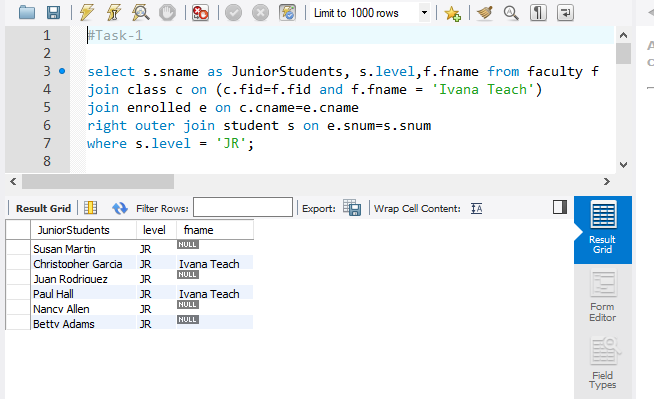 Limit to 1000 rows
1 #Task-1
2
3 select s.sname as JuniorStudents, s.level,f.fname from faculty f
4 join class c on (c.fid=f.fid and f.fname = 'Ivana Teach')
5 join enrolled e on c.cname=e.cname
6 right outer join student s on e.snum=s.snum
7 where s.level = 'JR';
8
Result Grid Filter Rows: Export: Wrap Cell Content: IA
JuniorStudents level fname
Susan Martin JR NULL
Christopher Garcia JR Ivana Teach
Juan Rodriguez JR NULL
Paul Hall JR Ivana Teach
Nancy Allen JR NULL
Betty Adams JR NULL
Result
Grid
Form
Editor
Field
Types